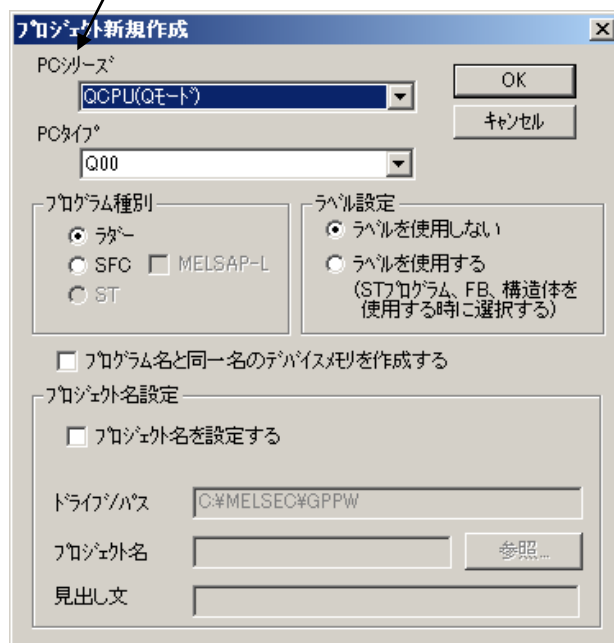 プロジェクト新規作成
PCシリーズ
QCPU(Qモード)
OK
キャンセル
PCタイプ
Q00
プログラム種別
ラダー
SFC
MELSAP-L
ST
ラベル設定
ラベルを使用しない
ラベルを使用する
(STプログラム、FB、構造体を
使用する時に選択する)
プログラム名と同一名のデバイスメモリを作成する
プロジェクト名設定
プロジェクト名を設定する
ドライブ/パス
C:¥MELSEC¥GPPW
プロジェクト名
参照...
見出し文